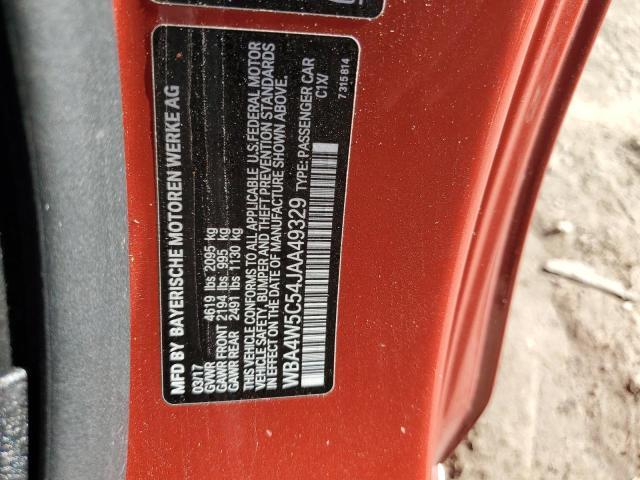 MFD BY BAYERISCHE MOTOREN WERKE AG
03/17
GVWR 4619 lbs 2095 kg
GAWR FRONT 2194 lbs 995 kg
GAWR REAR 2491 lbs 1130 kg
THIS VEHICLE CONFORMS TO ALL APPLICABLE U.S. FEDERAL MOTOR
VEHICLE SAFETY, BUMPER AND THEFT PREVENTION STANDARDS
IN EFFECT ON THE DATE OF MANUFACTURE SHOWN ABOVE.
WBA4W5C54JAA49329 TYPE: PASSENGER CAR
C1X/
7315814